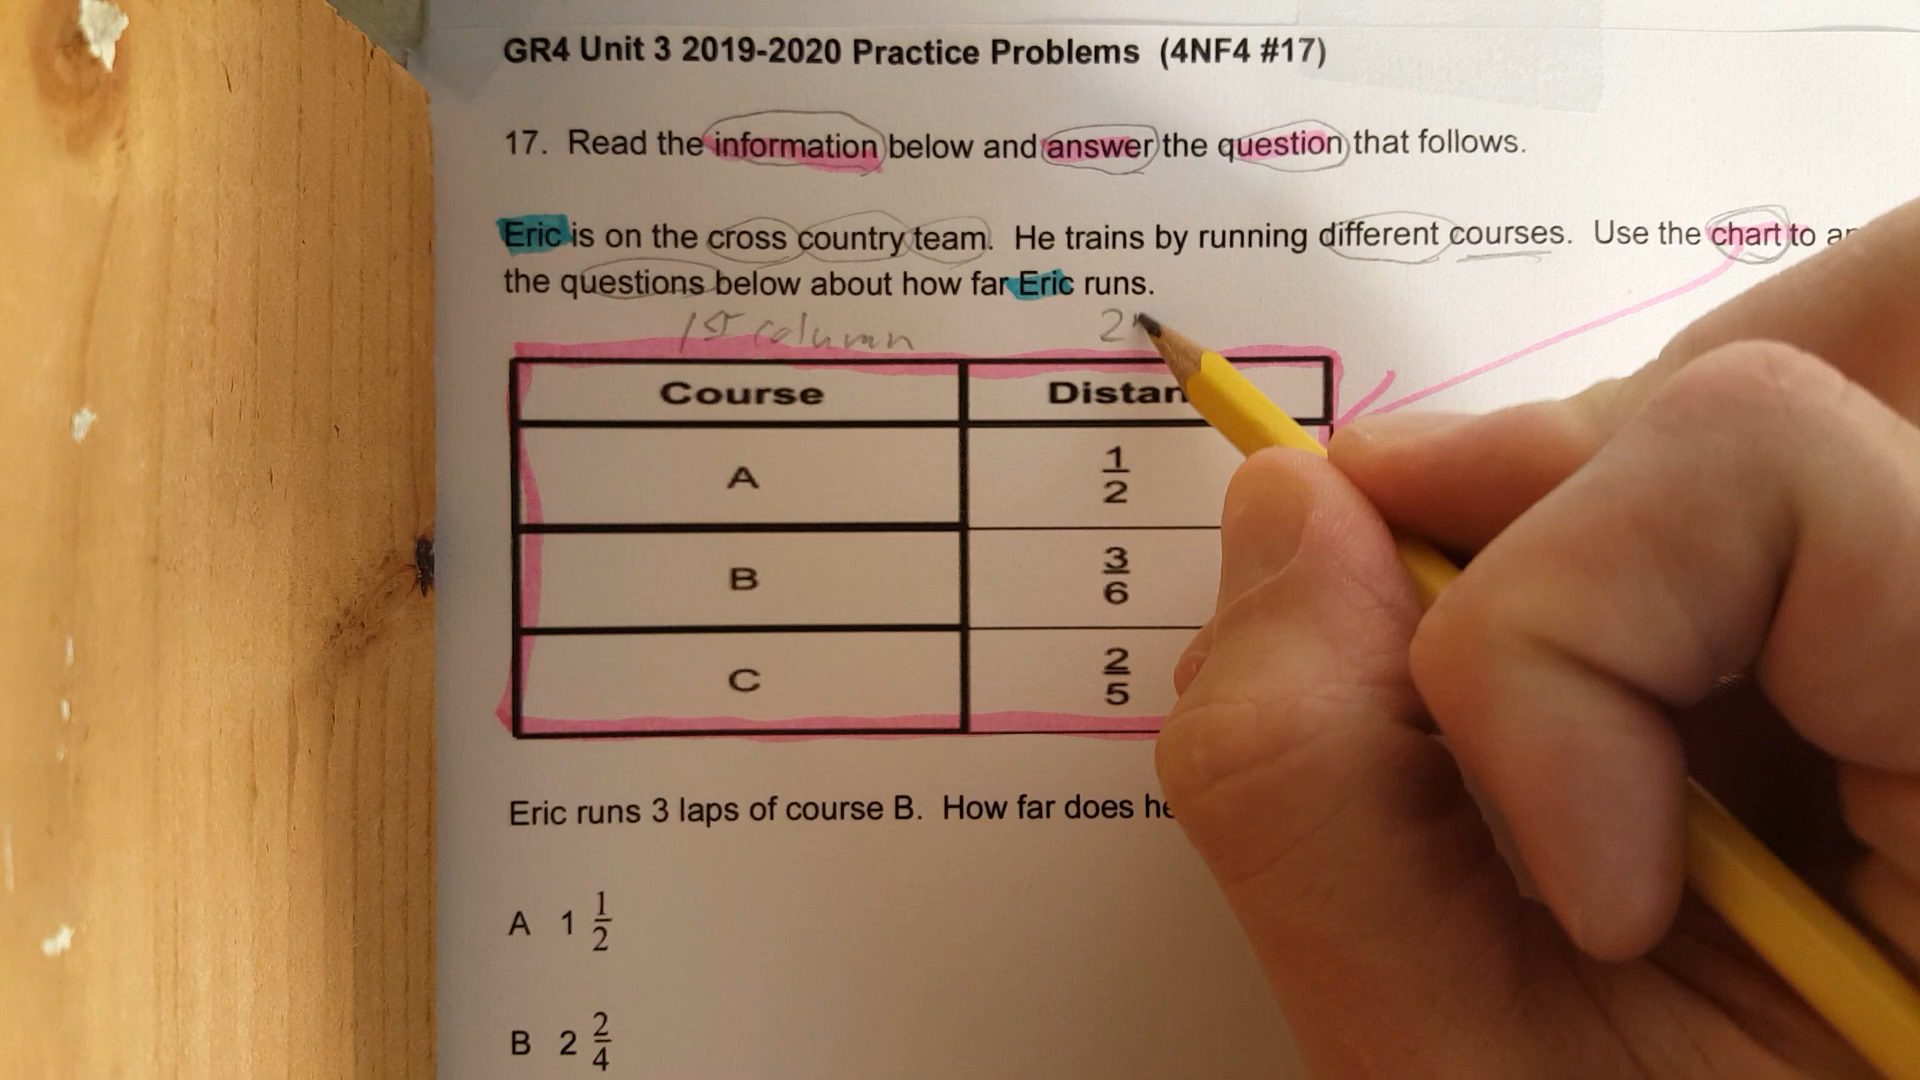 GR4 Unit 3 2019-2020 Practice Problems (4NF4 #17)
17. Read the information below and answer the question that follows.
Eric is on the cross country team. He trains by running different courses. Use the chart to
the questions below about how far Eric runs.
1st column 2
Course
A 1/2
B 3/6
C 2/5
Eric runs 3 laps of course B. How far does he
A 1 1/2
B 2 2/4